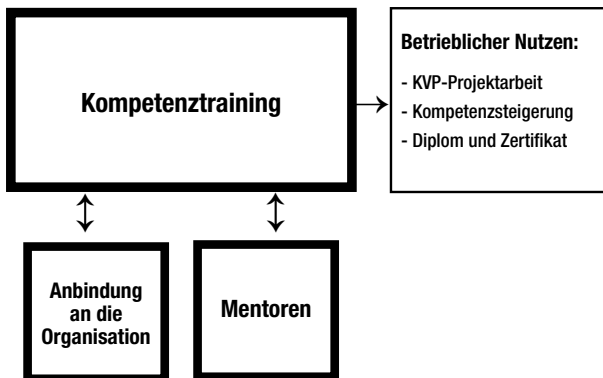 Kompetenztraining
Betrieblicher Nutzen:
- KVP-Projektarbeit
- Kompetenzsteigerung
- Diplom und Zertifikat
Anbindung
an die
Organisation
Mentoren